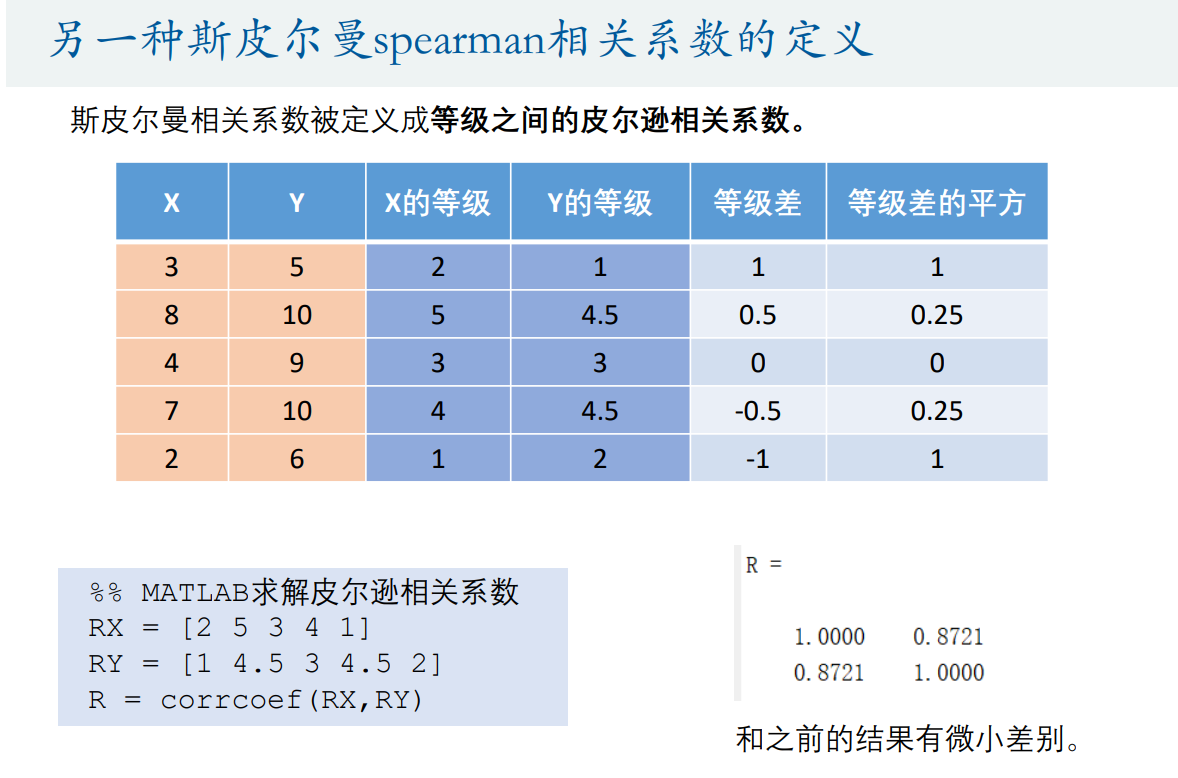 另一种斯皮尔曼spearman相关系数的定义
斯皮尔曼相关系数被定义成等级之间的皮尔逊相关系数。
X Y X的等级 Y的等级 等级差 等级差的平方
3 5 2 1 1 1
8 10 5 4.5 0.5 0.25
4 9 3 3 0 0
7 10 4 4.5 -0.5 0.25
2 6 1 2 -1 1
%% MATLAB求解皮尔逊相关系数
RX = [2 5 3 4 1]
RY = [1 4.5 3 4.5 2]
R = corrcoef(RX,RY)
R =
1.0000 0.8721
0.8721 1.0000
和之前的结果有微小差别。